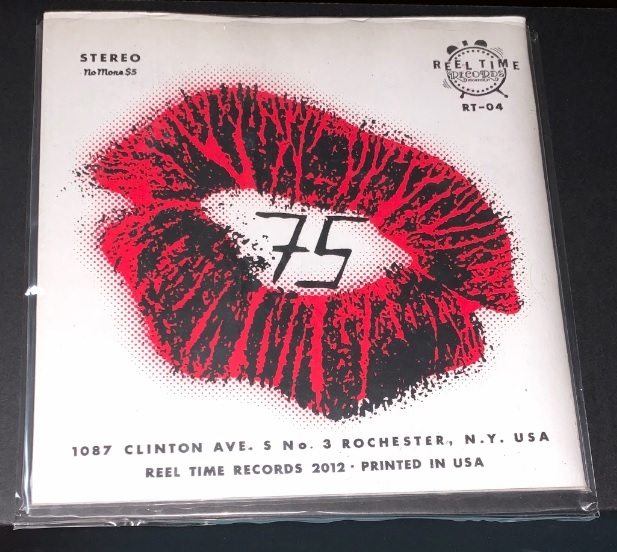 STEREO
No More $5
REEL TIME
RECORDS
RT-04
75
1087 CLINTON AVE. S No. 3 ROCHESTER, N.Y. USA
REEL TIME RECORDS 2012 · PRINTED IN USA